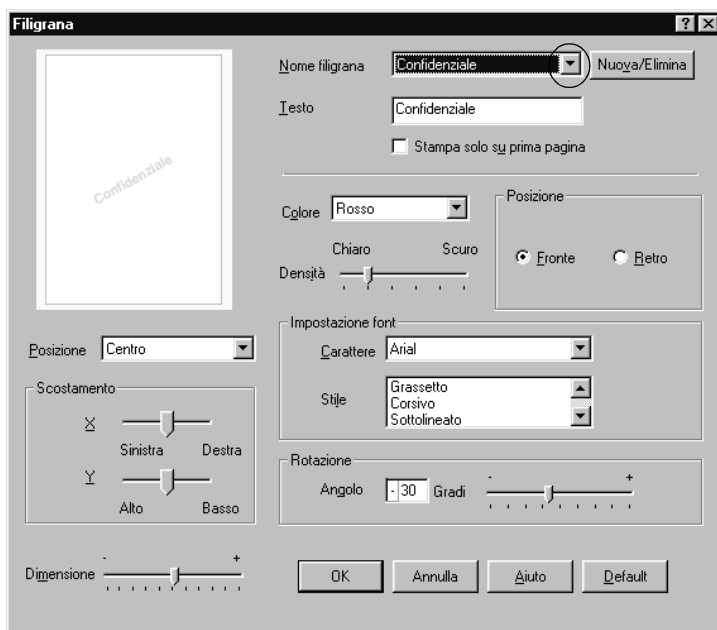 Filigrana
Confidenziale
Nome filigrana Confidenziale Nuova/Elimina
Testo Confidenziale
Stampa solo su prima pagina
Colore Rosso
Chiaro Scuro
Densità
Posizione
Fronte Retro
Posizione Centro
Scostamento
X
Sinistra Destra
Y
Alto Basso
Dimensione - +
Impostazione font
Carattere Arial
Stile Grassetto
Corsivo
Sottolineato
Rotazione
Angolo -30 Gradi - +
OK Annulla Aiuto Default